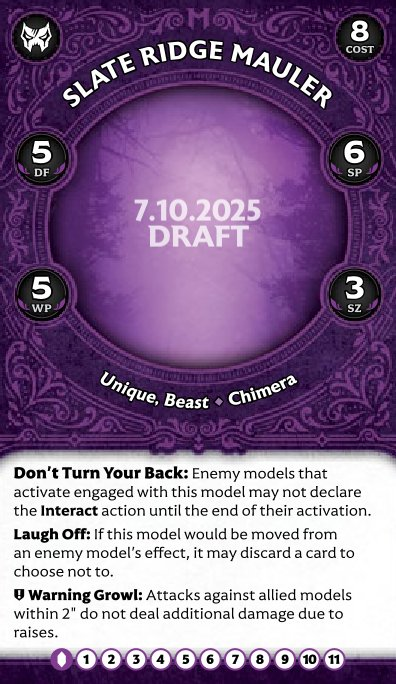 8
COST
SLATE RIDGE MAULER
5
DF
6
SP
7.10.2025
DRAFT
5
WP
3
SZ
Unique, Beast ◆ Chimera
Don't Turn Your Back: Enemy models that
activate engaged with this model may not declare
the Interact action until the end of their activation.
Laugh Off: If this model would be moved from
an enemy model's effect, it may discard a card to
choose not to.
Warning Growl: Attacks against allied models
within 2" do not deal additional damage due to
raises.
1 2 3 4 5 6 7 8 9 10 11